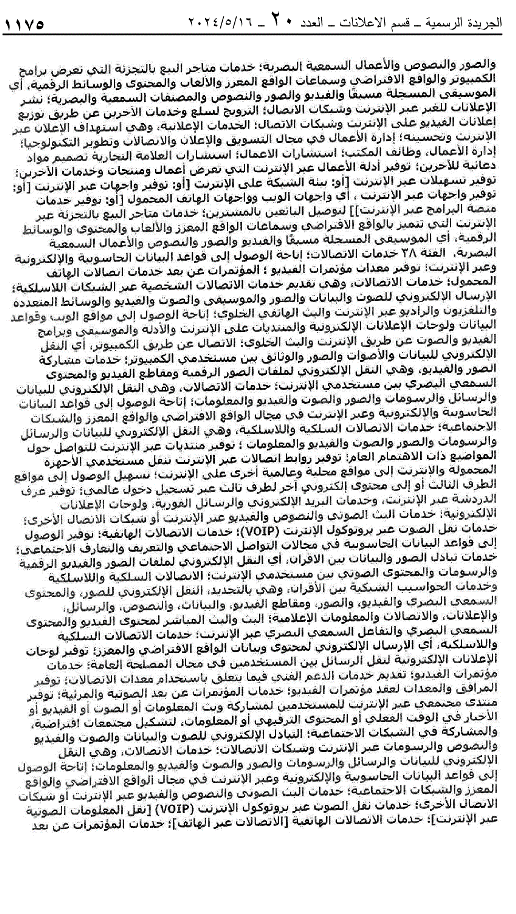 الجريدة الرسمية ــ قسم الاعلانات ــ العدد ٢٠ ــ ٢٠٢٤/٥/١٦ ١١٧٥
والصور والنصوص والأعمال السمعية البصرية؛ خدمات متاجر البيع بالتجزئة التي تعرض برامج
الكمبيوتر والواقع الافتراضي وسماعات الواقع المعزز والألعاب والمحتوى والوسائط الرقمية، أي
الموسيقى المسجلة مسبقًا والفيديو والصور والنصوص والمصنفات السمعية والبصرية؛ نشر
الإعلانات للغير عبر الإنترنت وشبكات الاتصال؛ الترويج لسلع وخدمات الآخرين عن طريق توزيع
إعلانات الفيديو على الإنترنت وشبكات الاتصال؛ الخدمات الإعلانية، وهي استهداف الإعلان عبر
الإنترنت وتحسينه؛ إدارة الأعمال في مجال التسويق والإعلان والاتصالات وتطوير التكنولوجيا؛
إدارة الأعمال، وظائف المكتب؛ استشارات الأعمال؛ استشارات العلامة التجارية تصميم مواد
دعائية للآخرين؛ توفير أدلة الأعمال عبر الإنترنت التي تعرض أعمال ومنتجات وخدمات الآخرين؛
توفير تسهيلات عبر الإنترنت [أو: بيئة الشبكة على الإنترنت [أو: توفير واجهات عبر الإنترنت [أو:
توفير واجهات عبر الإنترنت ، أي واجهات الويب وواجهات الهاتف المحمول [أو: توفير خدمات
منصة البرامج عبر الإنترنت]] لتوصيل البائعين بالمشترين؛ خدمات متاجر البيع بالتجزئة عبر
الإنترنت التي تتميز بالواقع الافتراضي وسماعات الواقع المعزز والألعاب والمحتوى والوسائط
الرقمية، أي الموسيقى المسجلة مسبقًا والفيديو والصور والنصوص والأعمال السمعية
البصرية. الفئة ٣٨ خدمات الاتصالات؛ إتاحة الوصول إلى قواعد البيانات الحاسوبية والإلكترونية
وعبر الإنترنت؛ توفير معدات مؤتمرات الفيديو ؛ المؤتمرات عن بعد خدمات اتصالات الهاتف
المحمول؛ خدمات الاتصالات، وهي تقديم خدمات الاتصالات الشخصية عبر الشبكات اللاسلكية؛
الإرسال الالكتروني للصوت والبيانات والصور والموسيقى والصوت والفيديو والوسائط المتعددة
والتلفزيون والراديو عبر الإنترنت والبث الهاتفي الخلوي؛ إتاحة الوصول إلى مواقع الويب وقواعد
البيانات ولوحات الإعلانات الإلكترونية والمنتديات على الإنترنت والأدلة والموسيقى وبرامج
الفيديو والصوت عن طريق الإنترنت والبث الخلوي؛ الاتصال عن طريق الكمبيوتر، أي النقل
الإلكتروني للبيانات والأصوات والصور والوثائق بين مستخدمي الكمبيوتر؛ خدمات مشاركة
الصور والفيديو، وهي النقل الإلكتروني لملفات الصور الرقمية ومقاطع الفيديو والمحتوى
السمعي البصري بين مستخدمي الإنترنت؛ خدمات الاتصالات، وهي النقل الإلكتروني للبيانات
والرسائل والرسومات والصور والصوت والفيديو والمعلومات؛ إتاحة الوصول إلى قواعد البيانات
الحاسوبية والإلكترونية وعبر الإنترنت في مجال الواقع الافتراضي والواقع المعزز والشبكات
الاجتماعية؛ خدمات الاتصالات السلكية واللاسلكية، وهي النقل الإلكتروني للبيانات والرسائل
والرسومات والصور والصوت والفيديو والمعلومات ؛ توفير منتديات عبر الإنترنت للتواصل حول
المواضيع ذات الاهتمام العام؛ توفير روابط اتصالات عبر الإنترنت تنقل مستخدمي الأجهزة
المحمولة والإنترنت إلى مواقع محلية وعالمية أخرى على الإنترنت؛ تسهيل الوصول إلى مواقع
الطرف الثالث أو إلى محتوى إلكتروني آخر لطرف ثالث عبر تسجيل دخول عالمي؛ توفير غرف
الدردشة عبر الإنترنت، وخدمات البريد الإلكتروني والرسائل الفورية، ولوحات الإعلانات
الإلكترونية؛ خدمات البث الصوتي والنصوص والفيديو عبر الإنترنت أو شبكات الاتصال الأخرى؛
خدمات نقل الصوت عبر بروتوكول الإنترنت (VOIP)؛ خدمات الاتصالات الهاتفية؛ توفير الوصول
إلى قواعد البيانات الحاسوبية في مجالات التواصل الاجتماعي والتعريف والتعارف الاجتماعي؛
خدمات تبادل الصور والبيانات بين الاقران، أي النقل الالكتروني لملفات الصور والفيديو الرقمية
والرسومات والمحتوى الصوتي بين مستخدمي الإنترنت؛ الاتصالات السلكية واللاسلكية
وخدمات الحواسيب الشبكية بين الأقران، وهي بالتحديد، النقل الإلكتروني للصور، والمحتوى
السمعي البصري والفيديو، والصور، ومقاطع الفيديو، والبيانات، والنصوص، والرسائل،
والإعلانات، والاتصالات والمعلومات الإعلامية؛ البث والبث المباشر لمحتوى الفيديو والمحتوى
السمعي البصري والتفاعل السمعي البصري عبر الإنترنت؛ خدمات الاتصالات السلكية
واللاسلكية، أي الإرسال الإلكتروني لمحتوى وبيانات الواقع الافتراضي والمعزز؛ توفير لوحات
الإعلانات الإلكترونية لنقل الرسائل بين المستخدمين في مجال المصلحة العامة؛ خدمات
مؤتمرات الفيديو؛ تقديم خدمات الدعم الفني فيما يتعلق باستخدام معدات الاتصالات؛ توفير
المرافق والمعدات لعقد مؤتمرات الفيديو؛ خدمات المؤتمرات عن بعد الصوتية والمرئية؛ توفير
منتدى مجتمعي عبر الإنترنت للمستخدمين لمشاركة وبث المعلومات أو الصوت أو الفيديو أو
الأخبار في الوقت الفعلي أو المحتوى الترفيهي أو المعلومات، لتشكيل مجتمعات افتراضية،
والمشاركة في الشبكات الاجتماعية؛ التبادل الإلكتروني للصوت والبيانات والصوت والفيديو
والنصوص والرسومات عبر الإنترنت وشبكات الاتصالات؛ خدمات الاتصالات، وهي النقل
الالكتروني للبيانات والرسائل والرسومات والصور والصوت والفيديو والمعلومات؛ إتاحة الوصول
إلى قواعد البيانات الحاسوبية والإلكترونية وعبر الإنترنت في مجال الواقع الافتراضي والواقع
المعزز والشبكات الاجتماعية؛ خدمات البث الصوتي والنصوص والفيديو عبر الإنترنت أو شبكات
الاتصال الأخرى؛ خدمات نقل الصوت عبر بروتوكول الإنترنت (VOIP) [نقل المعلومات الصوتية
عبر الإنترنت]؛ خدمات الاتصالات الهاتفية [الاتصالات عبر الهاتف]؛ خدمات المؤتمرات عن بعد